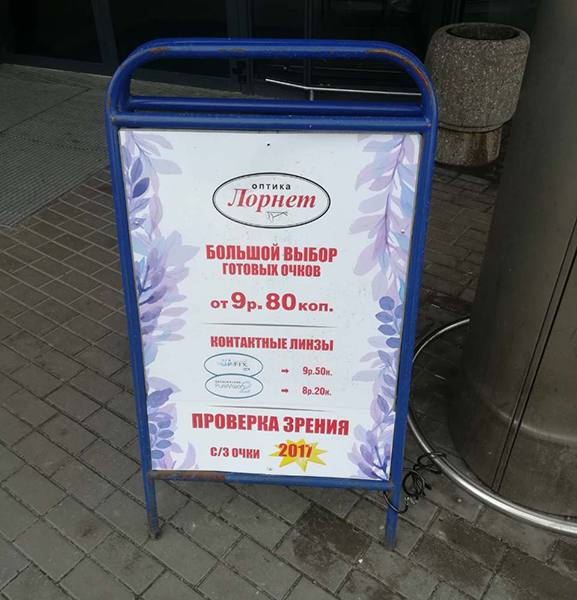 оптика
Лорнет
БОЛЬШОЙ ВЫБОР
ГОТОВЫХ ОЧКОВ
от 9р. 80 коп.
КОНТАКТНЫЕ ЛИНЗЫ
➡ 9р.50к.
PureVision2 ➡ 8р.20к.
ПРОВЕРКА ЗРЕНИЯ
С/З ОЧКИ 2017